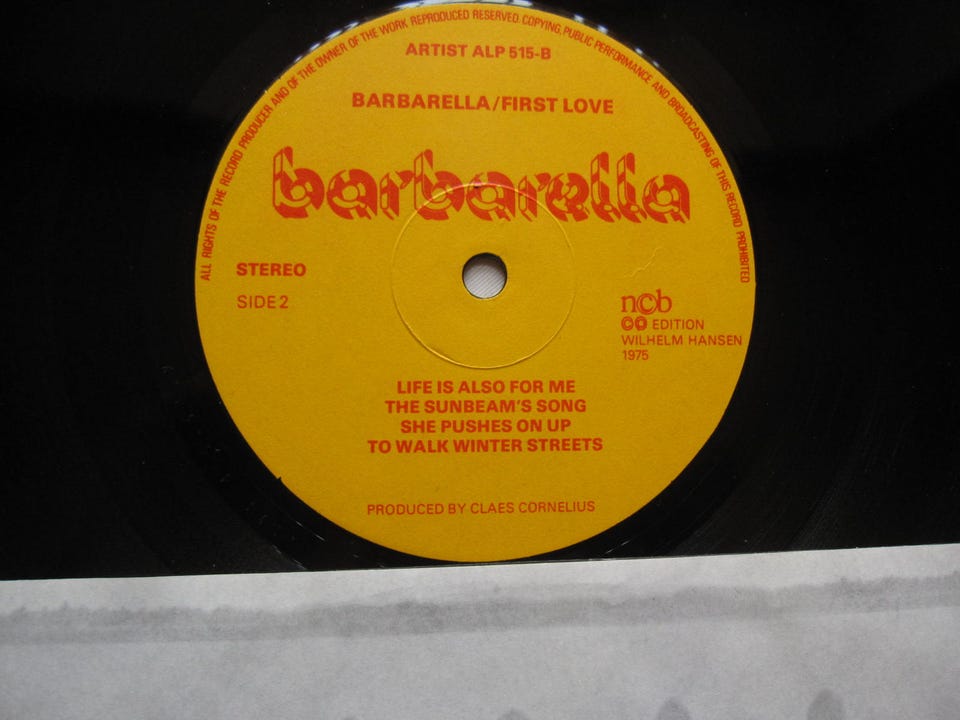 ALL RIGHTS OF THE RECORD PRODUCER AND OF THE OWNER OF THE WORK REPRODUCED RESERVED. COPYING, PUBLIC PERFORMANCE AND BROADCASTING OF THIS RECORD PROHIBITED
ARTIST ALP 515-B
BARBARELLA/FIRST LOVE
barbarella
STEREO
SIDE 2
ncb
©℗ EDITION
WILHELM HANSEN
1975
LIFE IS ALSO FOR ME
THE SUNBEAM'S SONG
SHE PUSHES ON UP
TO WALK WINTER STREETS
PRODUCED BY CLAES CORNELIUS